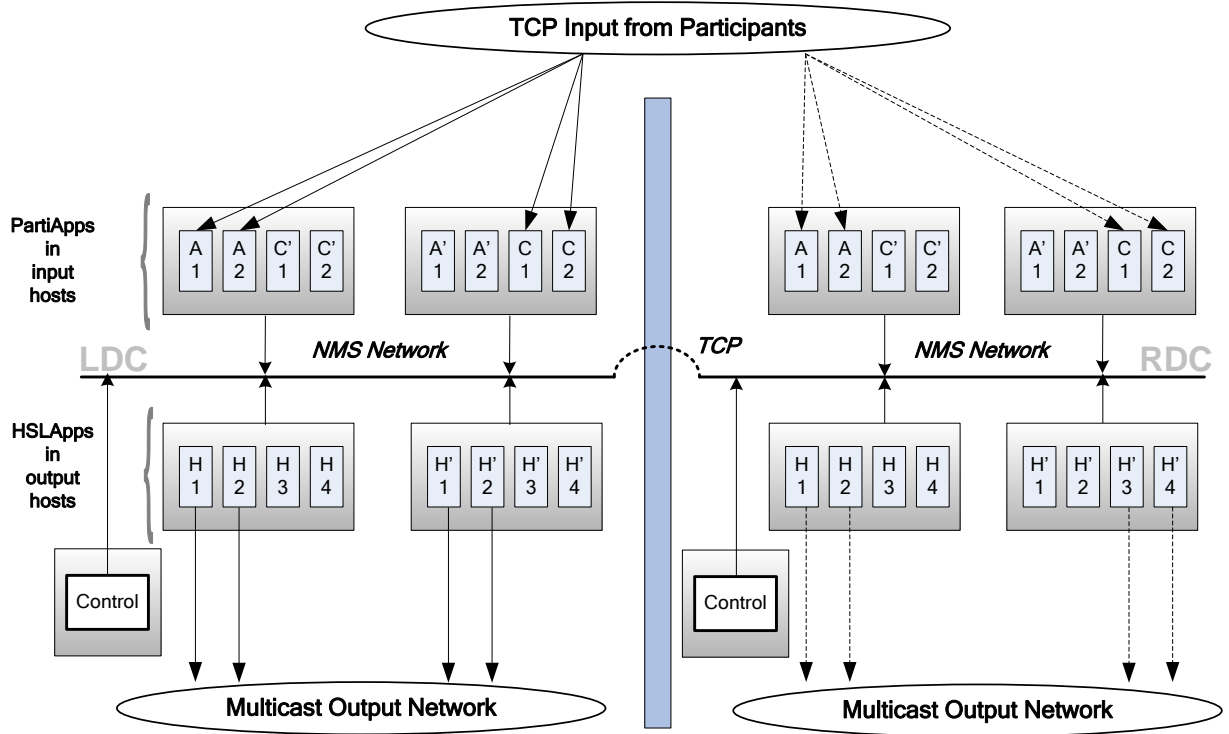 TCP Input from Participants
PartiApps
in
input
hosts
A
1
A
2
C'
1
C'
2
A'
1
A'
2
C
1
C
2
A
1
A
2
C'
1
C'
2
A'
1
A'
2
C
1
C
2
LDC
NMS Network
TCP
NMS Network
RDC
HSLApps
in
output
hosts
H
1
H
2
H
3
H
4
H'
1
H'
2
H'
3
H'
4
H
1
H
2
H
3
H
4
H'
1
H'
2
H'
3
H'
4
Control
Control
Multicast Output Network
Multicast Output Network